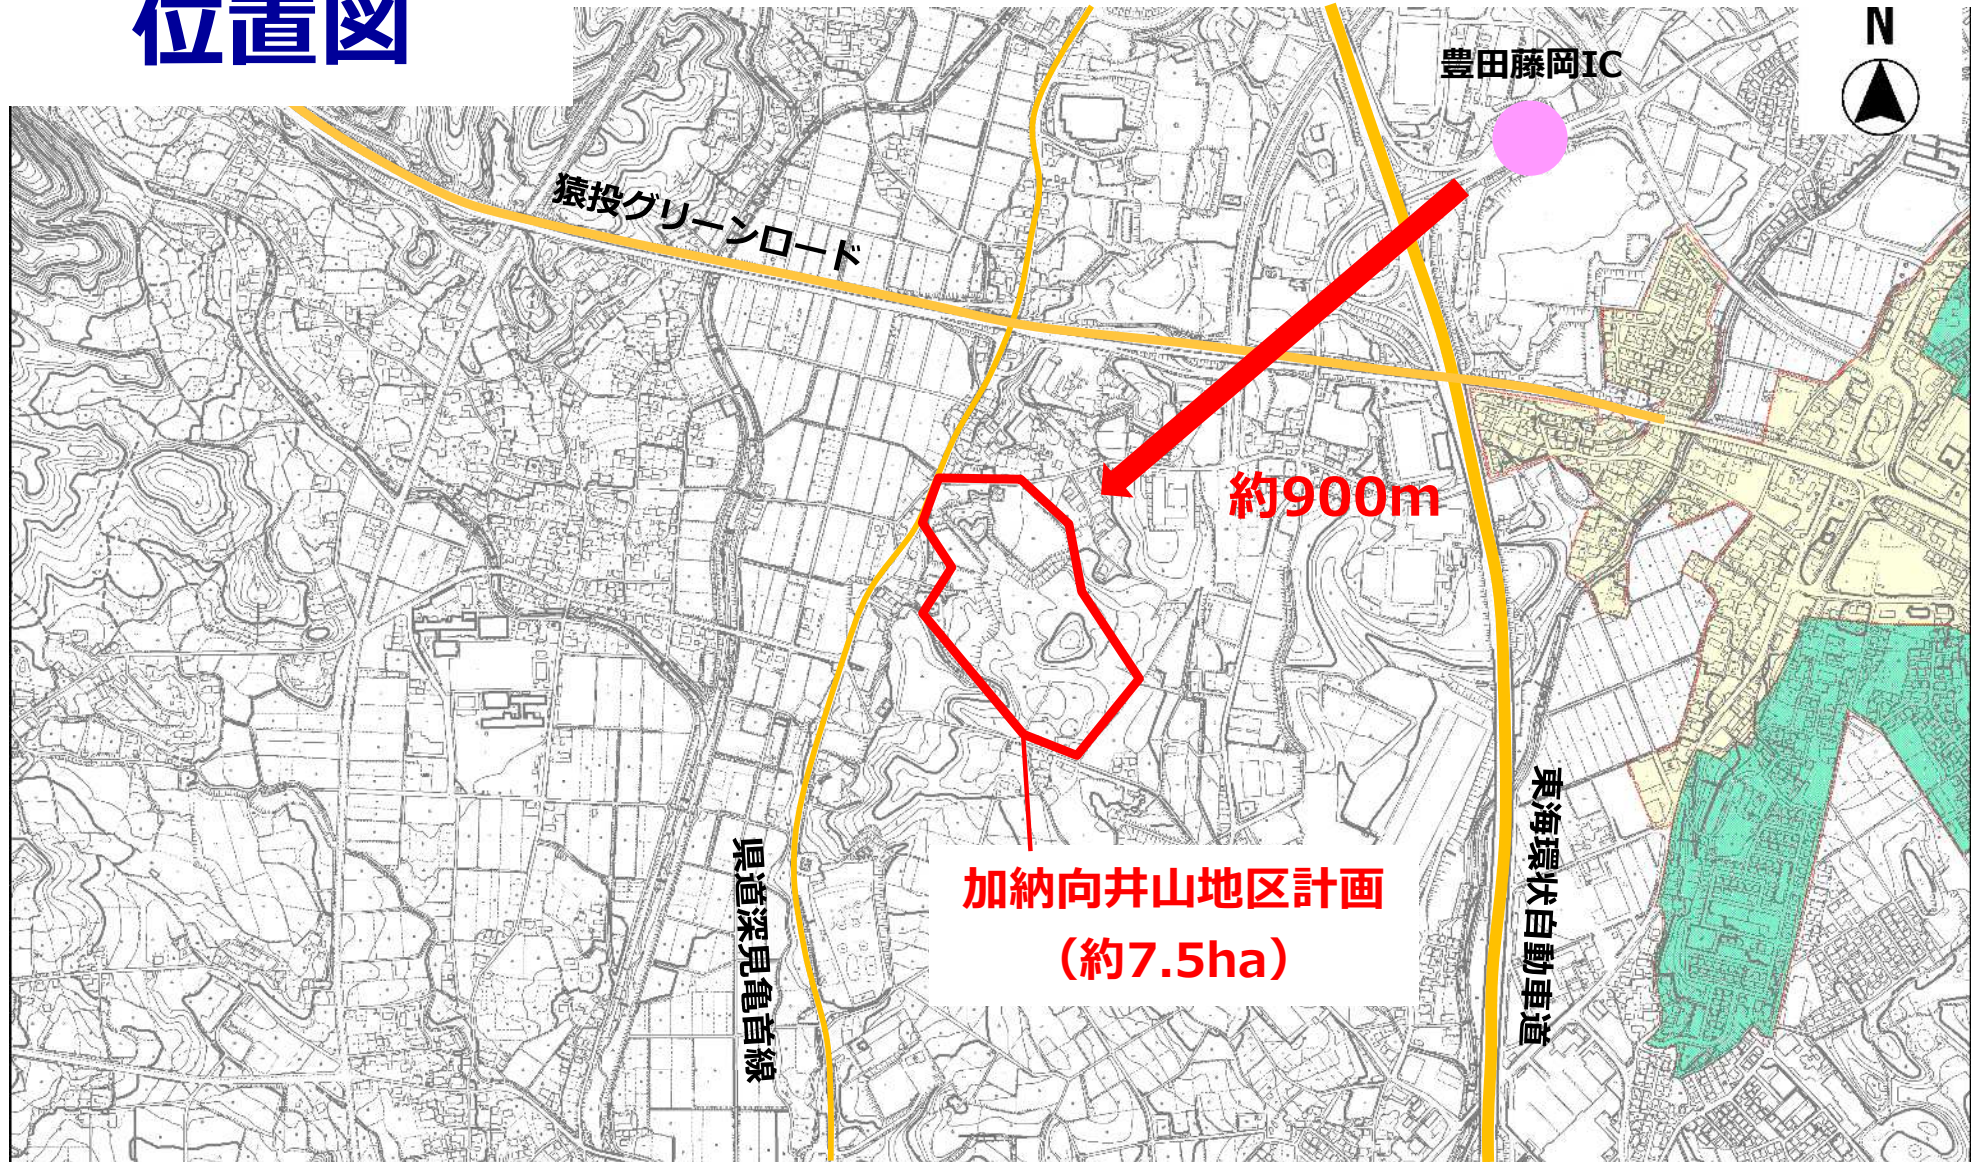 位置図
N
豊田藤岡IC
猿投グリーンロード
約900m
加納向井山地区計画
（約7.5ha）
県道深見亀首線
東海環状自動車道